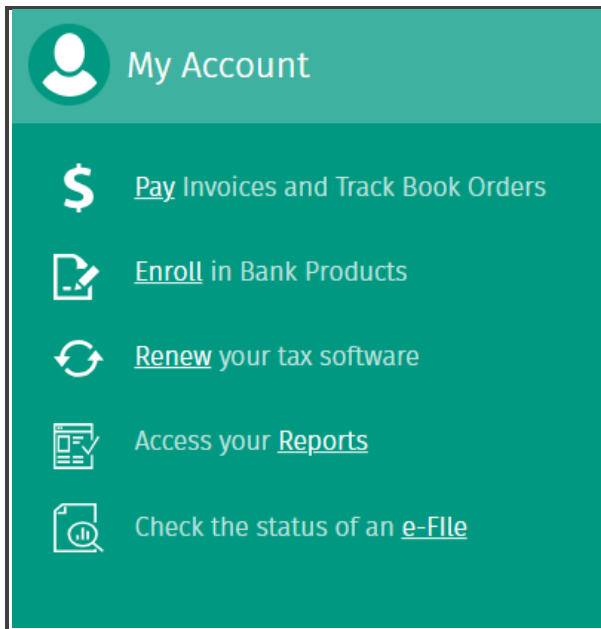 My Account
Pay Invoices and Track Book Orders
Enroll in Bank Products
Renew your tax software
Access your Reports
Check the status of an e-FIle